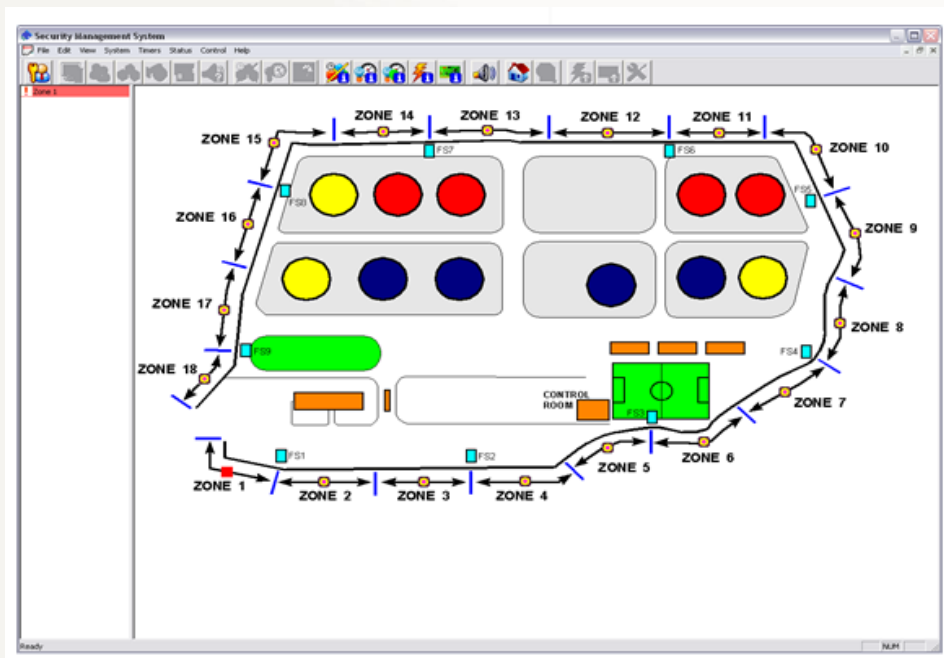 Security Management System
File Edit View System Timers Status Control Help
Zone 1
ZONE 14
ZONE 13
ZONE 12
ZONE 11
ZONE 15
ZONE 10
FS7
FS6
FS8
FS5
ZONE 16
ZONE 9
ZONE 17
ZONE 8
FS9
FS4
ZONE 18
CONTROL
ROOM
FS3
ZONE 7
FS1
FS2
ZONE 5
ZONE 6
ZONE 1
ZONE 2
ZONE 3
ZONE 4
Ready
NUM